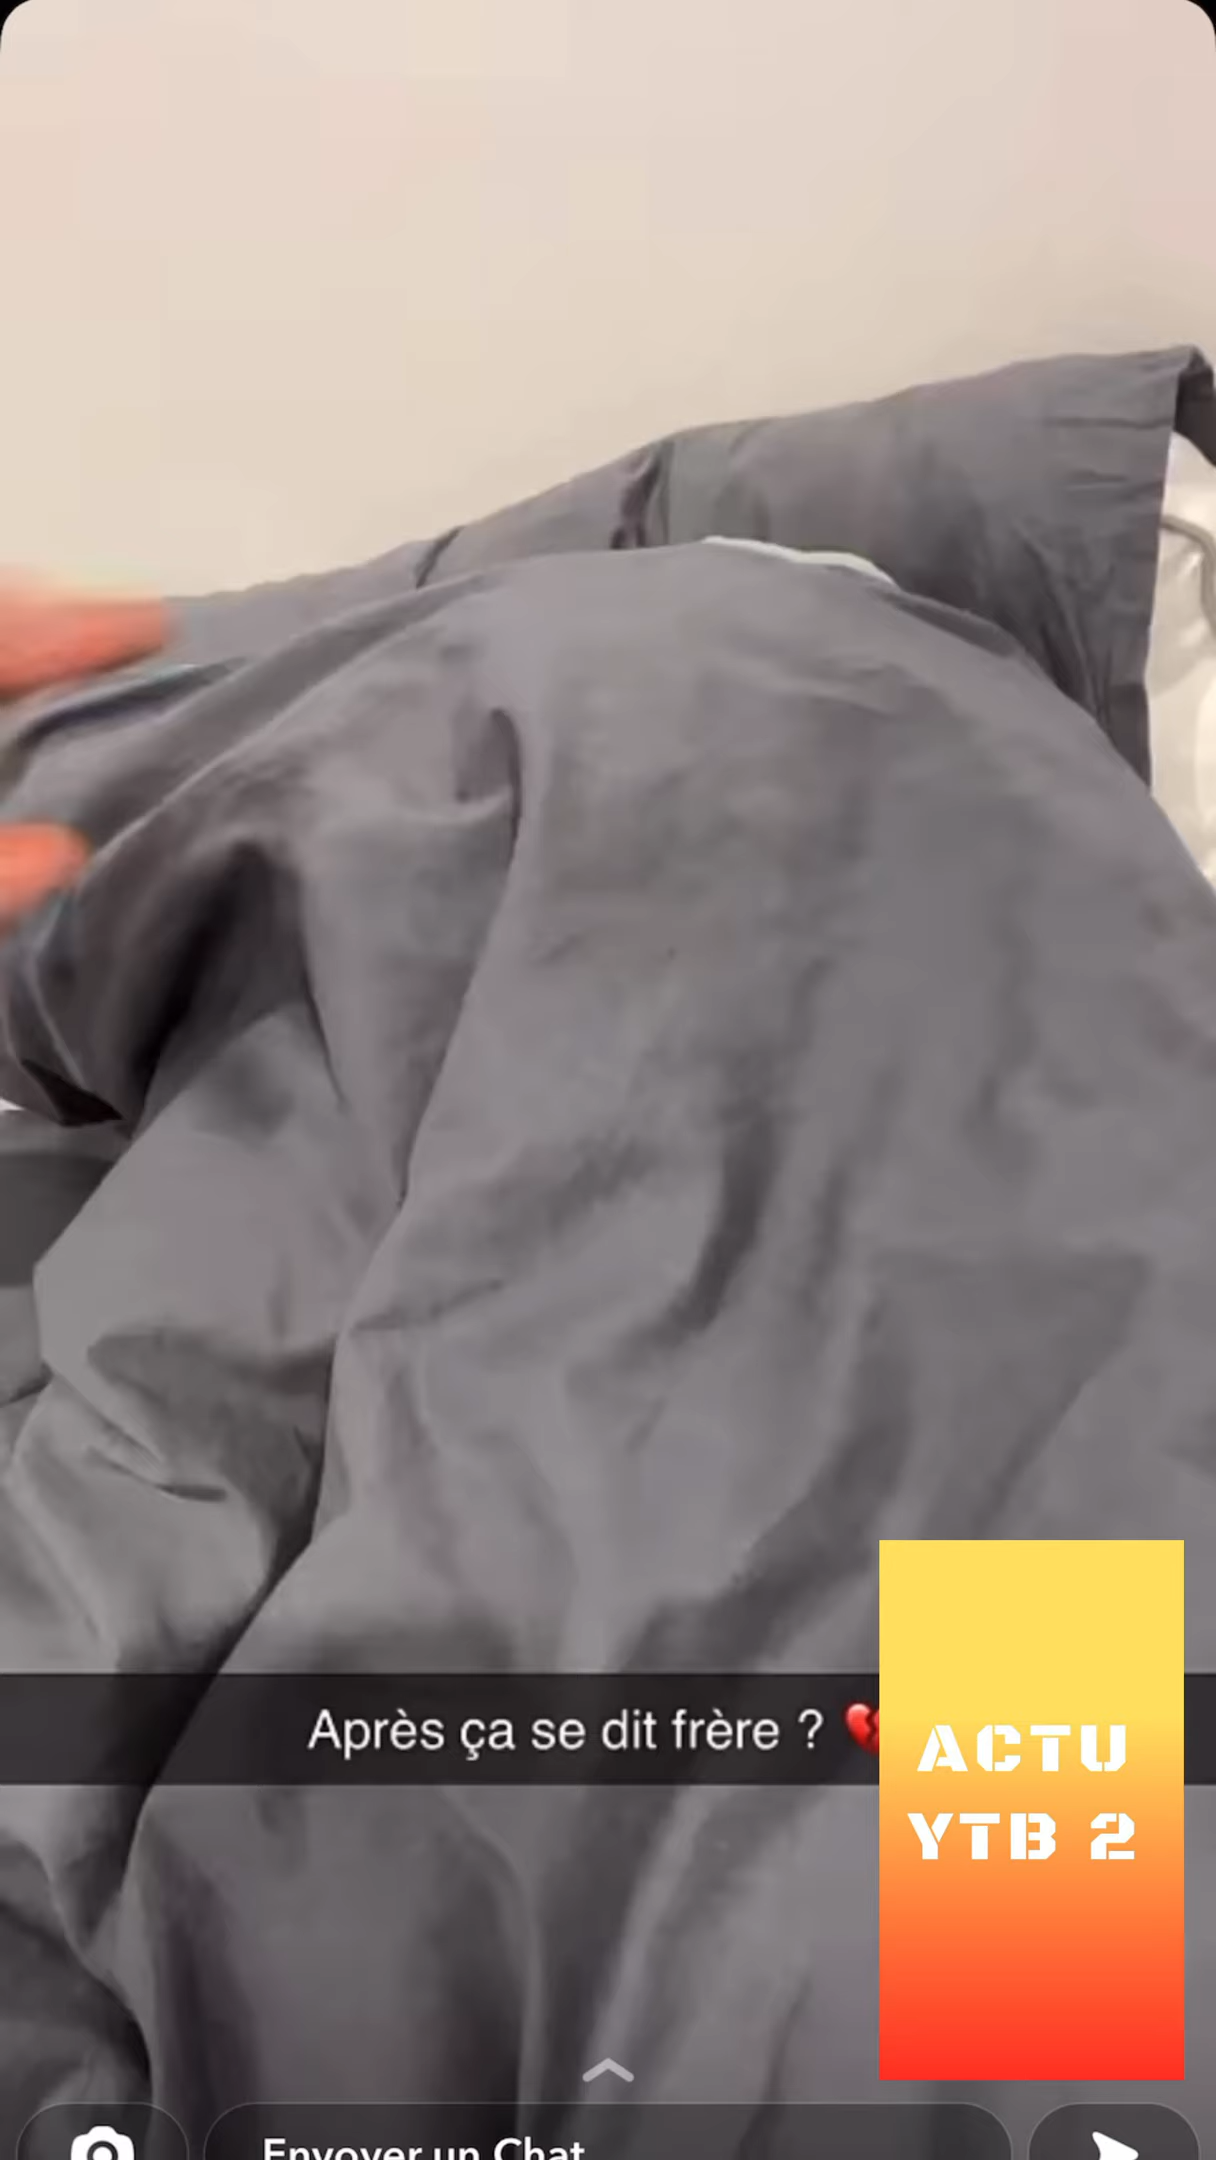 Après ça se dit frère ? 💔
ACTU
YTB 2
Envoyer un Chat